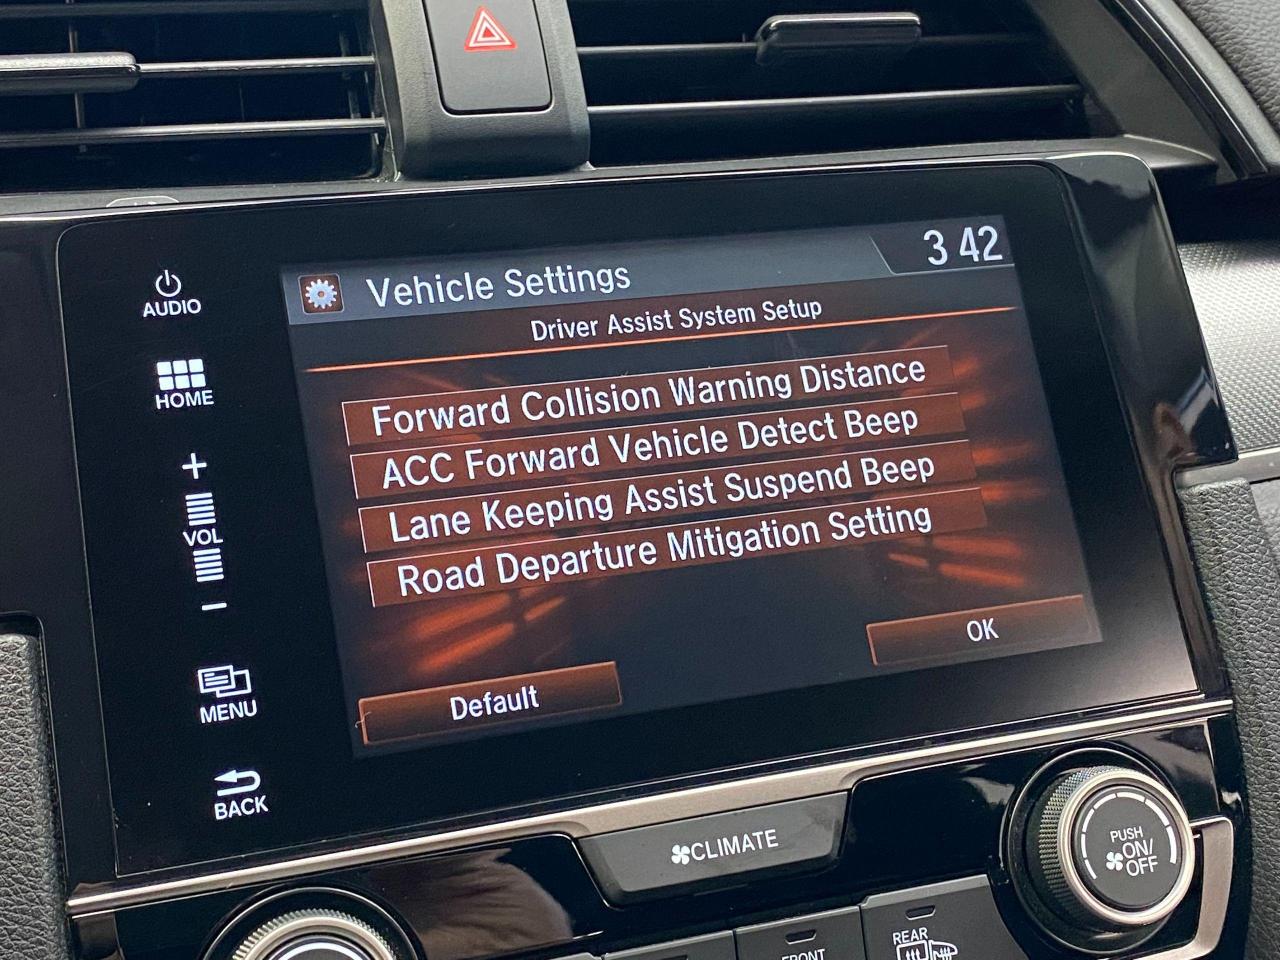 AUDIO
HOME
VOL
MENU
BACK
Vehicle Settings
3 42
Driver Assist System Setup
Forward Collision Warning Distance
ACC Forward Vehicle Detect Beep
Lane Keeping Assist Suspend Beep
Road Departure Mitigation Setting
OK
Default
CLIMATE
PUSH
ON/
OFF
FRONT
REAR